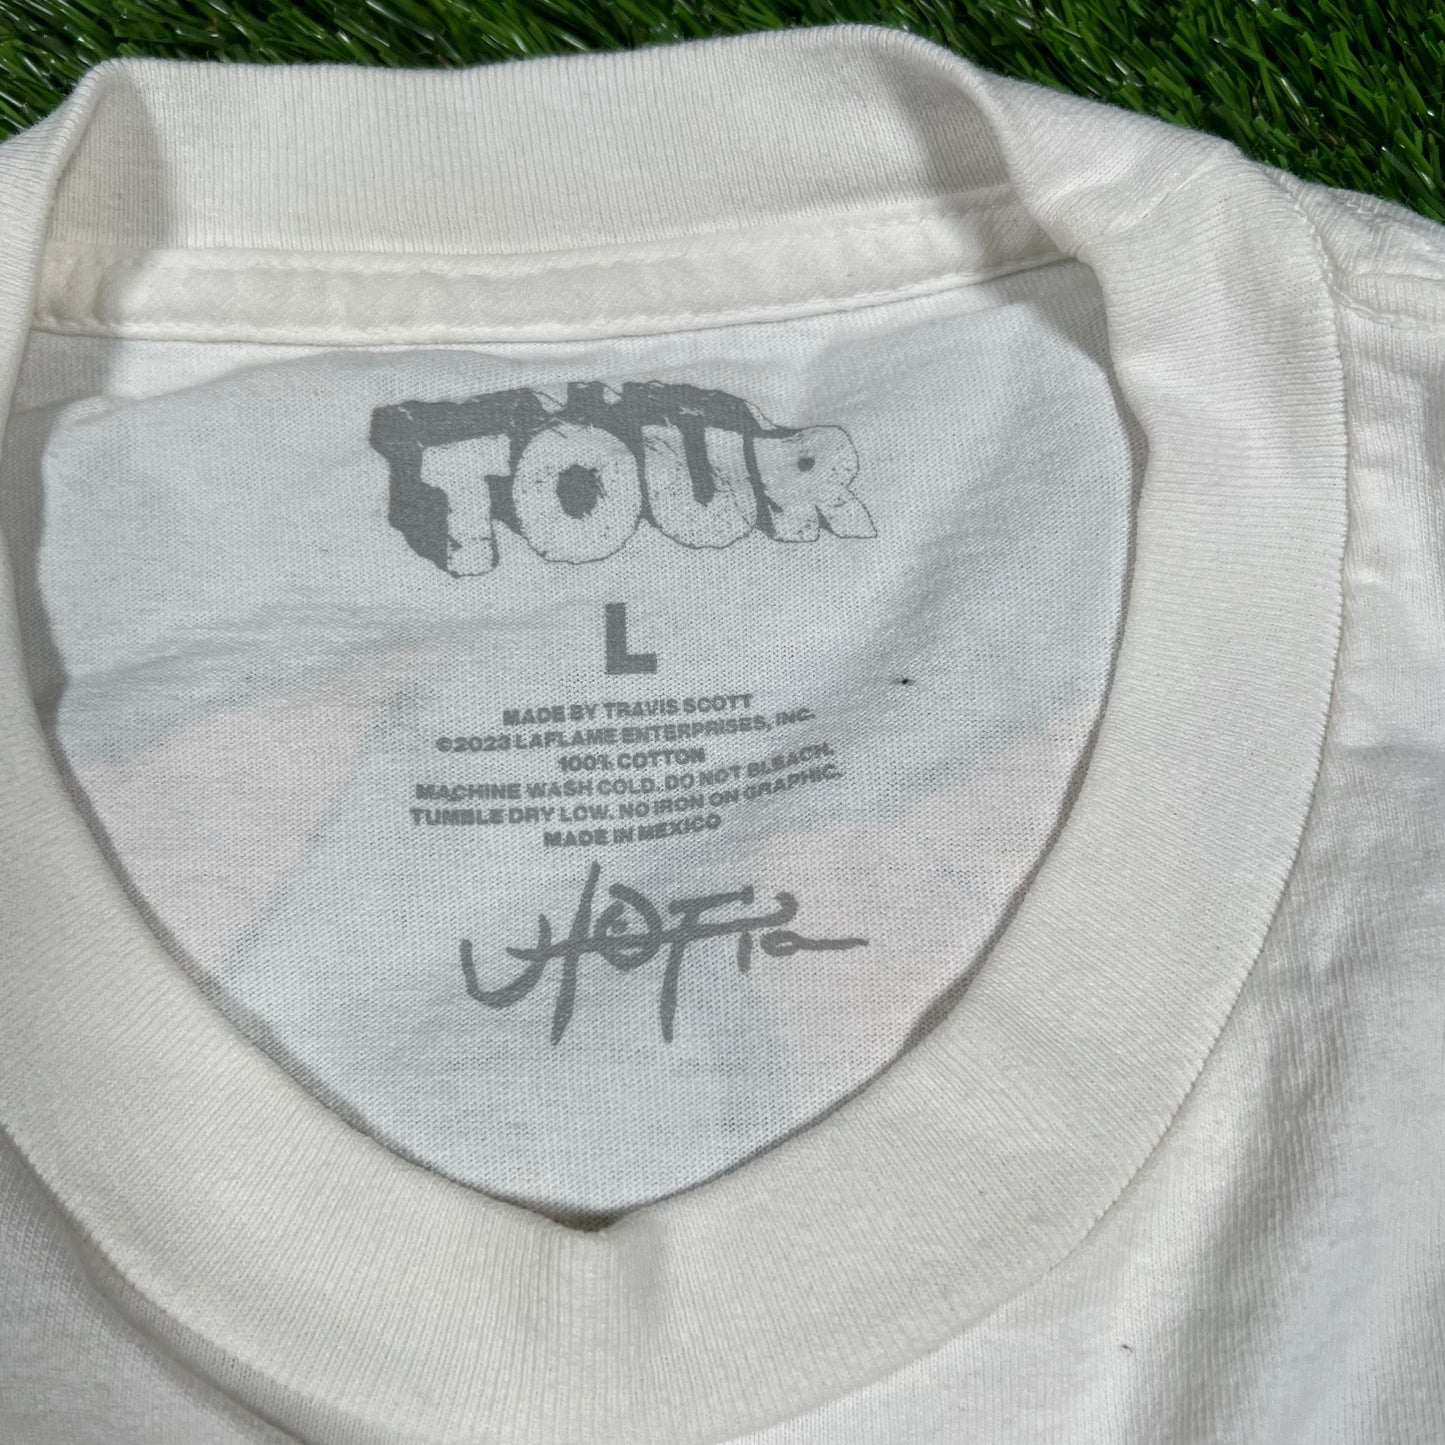 TOUR
L
MADE BY TRAVIS SCOTT
©2023 LAFLAME ENTERPRISES, INC.
100% COTTON
MACHINE WASH COLD. DO NOT BLEACH.
TUMBLE DRY LOW. NO IRON ON GRAPHIC.
MADE IN MEXICO
UTOPIA